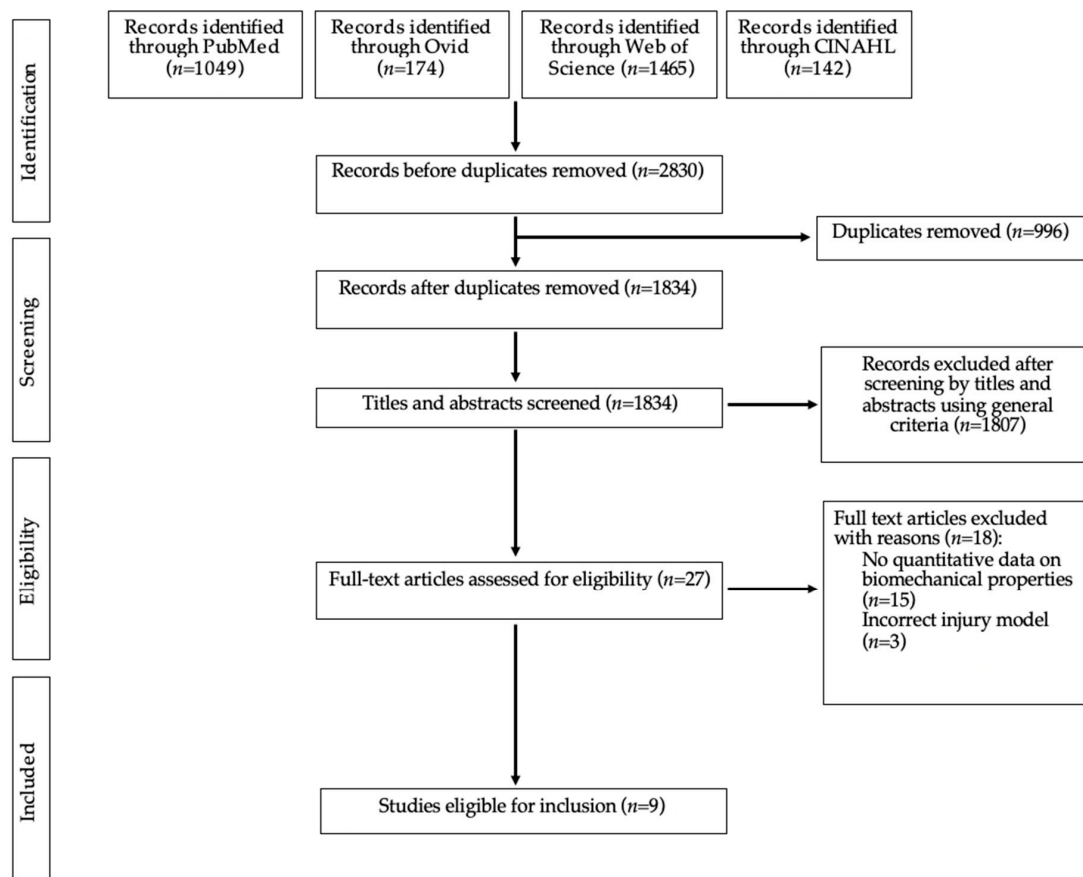 Identification
Records identified
through PubMed
(n=1049)
Records identified
through Ovid
(n=174)
Records identified
through Web of
Science (n=1465)
Records identified
through CINAHL
(n=142)
Records before duplicates removed (n=2830)
Duplicates removed (n=996)
Screening
Records after duplicates removed (n=1834)
Titles and abstracts screened (n=1834)
Records excluded after
screening by titles and
abstracts using general
criteria (n=1807)
Eligibility
Full-text articles assessed for eligibility (n=27)
Full text articles excluded
with reasons (n=18):
No quantitative data on
biomechanical properties
(n=15)
Incorrect injury model
(n=3)
Included
Studies eligible for inclusion (n=9)